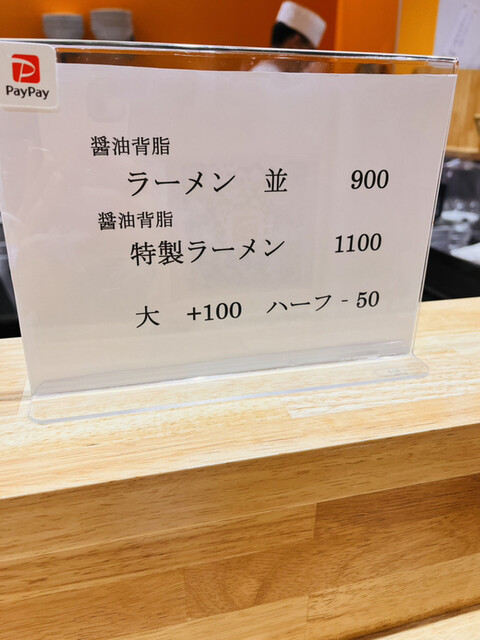 PayPay
醤油背脂
ラーメン 並 900
醤油背脂
特製ラーメン 1100
大 +100 ハーフ - 50